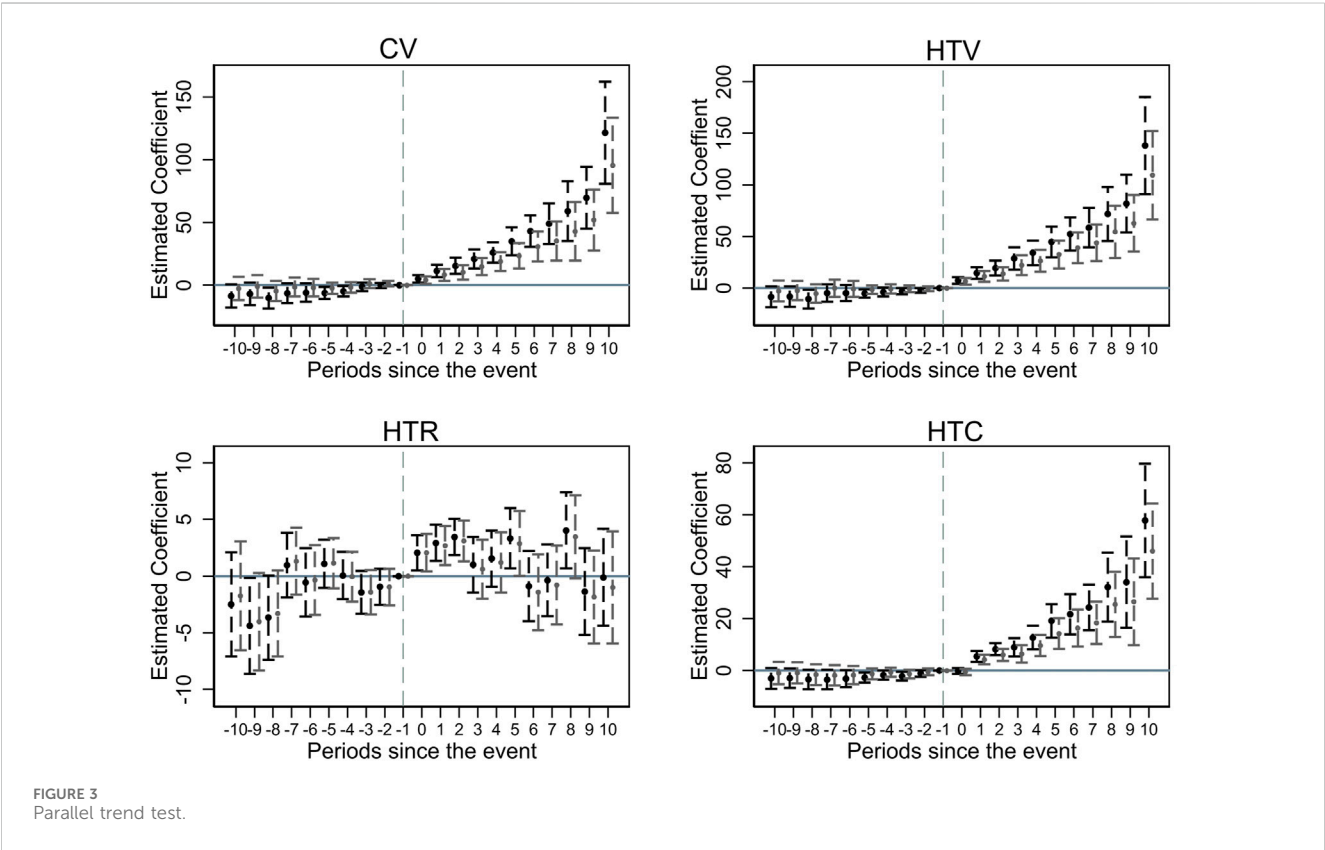 CV
Estimated Coefficient
150
100
50
0
-10 -9 -8 -7 -6 -5 -4 -3 -2 -1 0 1 2 3 4 5 6 7 8 9 10
Periods since the event
HTV
Estimated Coeffient
200
150
100
50
0
-10 -9 -8 -7 -6 -5 -4 -3 -2 -1 0 1 2 3 4 5 6 7 8 9 10
Periods since the event
HTR
Estimated Coefficient
10
5
0
-5
-10
-10 -9 -8 -7 -6 -5 -4 -3 -2 -1 0 1 2 3 4 5 6 7 8 9 10
Periods since the event
HTC
Estimated Coefficient
80
60
40
20
0
-10 -9 -8 -7 -6 -5 -4 -3 -2 -1 0 1 2 3 4 5 6 7 8 9 10
Periods since the event
FIGURE 3
Parallel trend test.